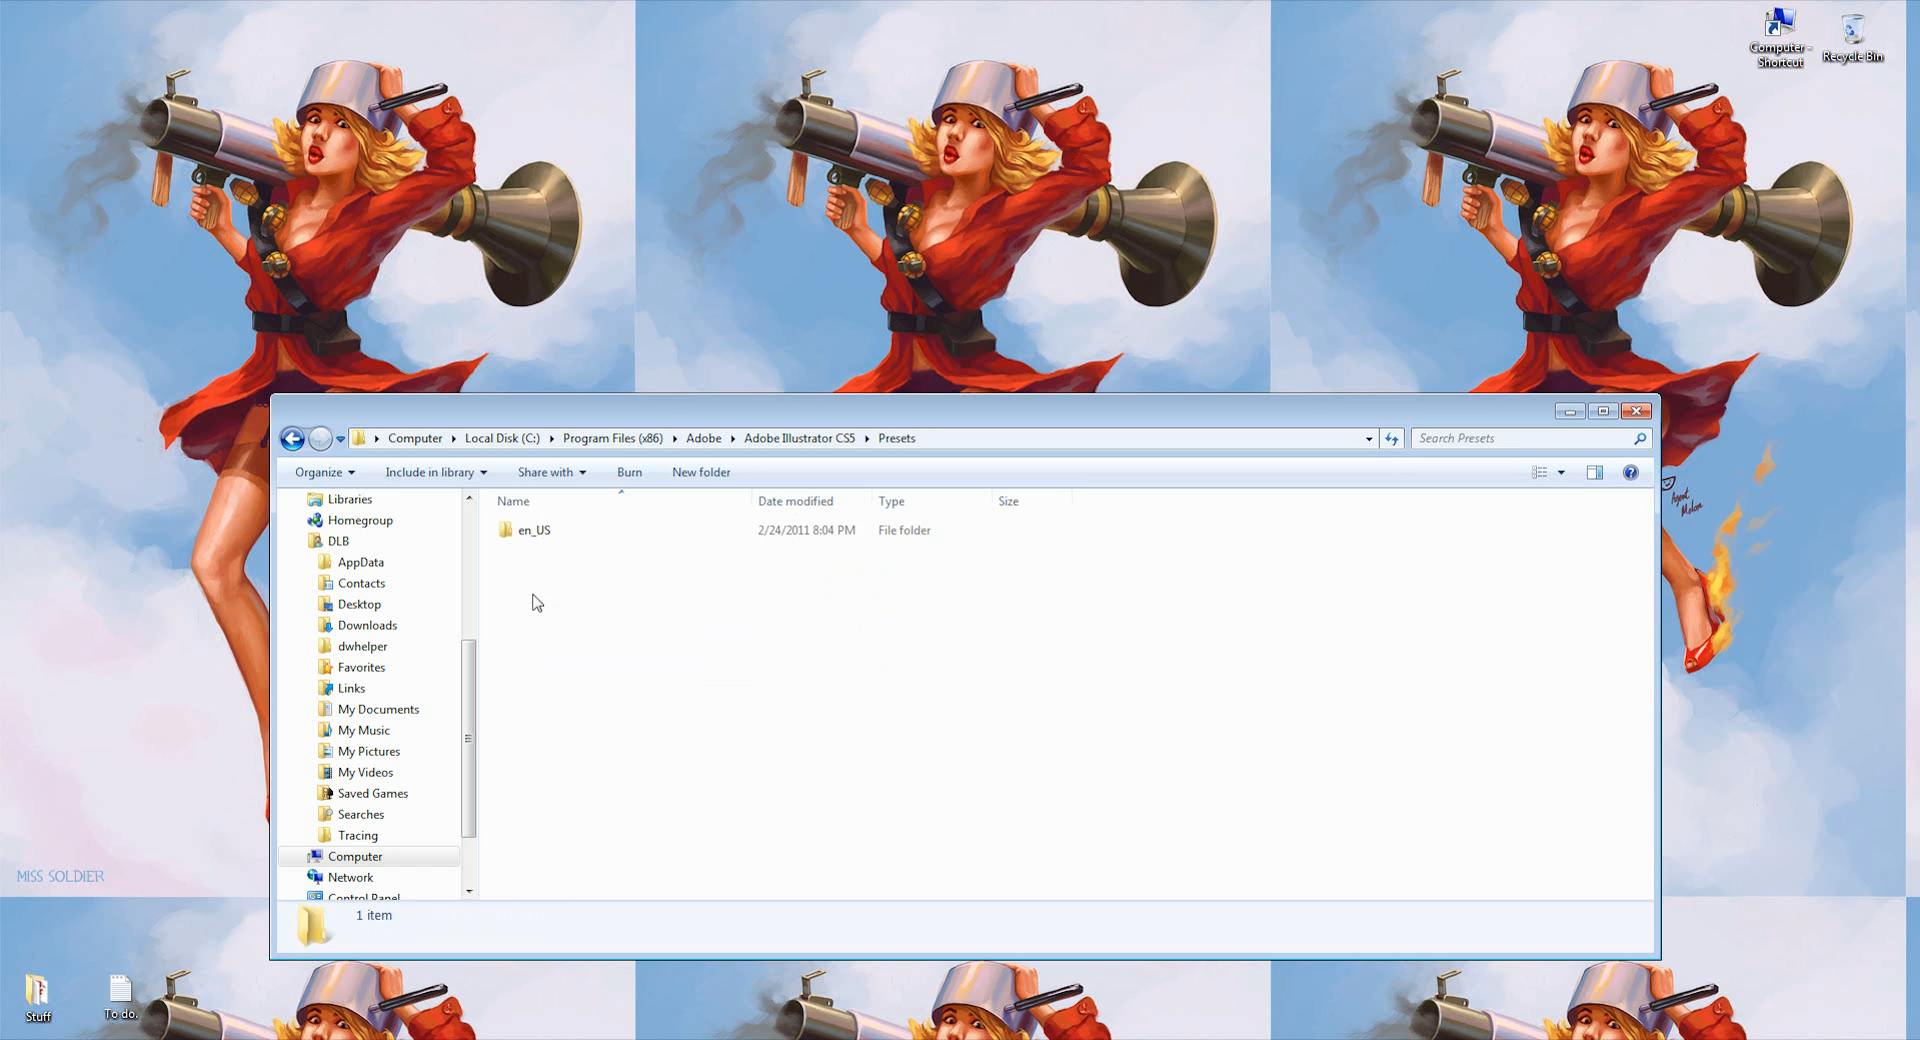 Computer - Shortcut
Recycle Bin
Computer Local Disk (C:) Program Files (x86) Adobe Adobe Illustrator CS5 Presets
Search Presets
Organize Include in library Share with Burn New folder
Name Date modified Type Size
en_US 2/24/2011 8:04 PM File folder
Libraries
Homegroup
DLB
AppData
Contacts
Desktop
Downloads
dwhelper
Favorites
Links
My Documents
My Music
My Pictures
My Videos
Saved Games
Searches
Tracing
Computer
Network
Control Panel
1 item
Agent
Melon
MISS SOLDIER
Stuff
To do.